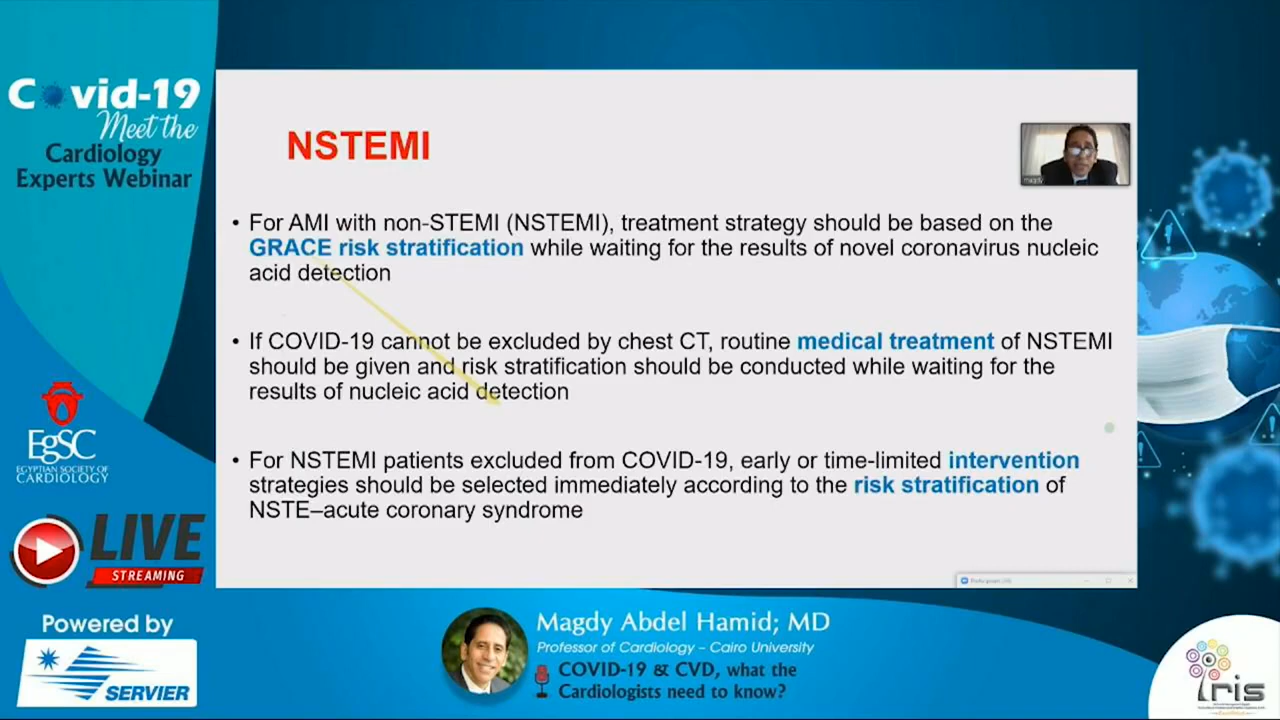 Covid-19
Meet the
Cardiology
Experts Webinar
NSTEMI
magdy
• For AMI with non-STEMI (NSTEMI), treatment strategy should be based on the
GRACE risk stratification while waiting for the results of novel coronavirus nucleic
acid detection
• If COVID-19 cannot be excluded by chest CT, routine medical treatment of NSTEMI
should be given and risk stratification should be conducted while waiting for the
results of nucleic acid detection
• For NSTEMI patients excluded from COVID-19, early or time-limited intervention
strategies should be selected immediately according to the risk stratification of
NSTE–acute coronary syndrome
EgSC
EGYPTIAN SOCIETY OF
CARDIOLOGY
LIVE
STREAMING
Powered by
SERVIER
Magdy Abdel Hamid; MD
Professor of Cardiology – Cairo University
COVID-19 & CVD, what the
Cardiologists need to know?
iris